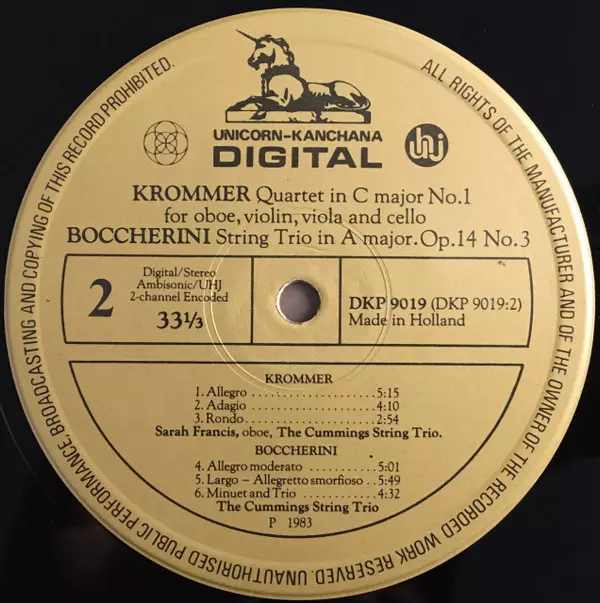 UNICORN-KANCHANA
DIGITAL
uhj
KROMMER Quartet in C major No.1
for oboe, violin, viola and cello
BOCCHERINI String Trio in A major. Op.14 No.3
2
Digital/Stereo
Ambisonic/UHJ
2-channel Encoded
33⅓
DKP 9019 (DKP 9019:2)
Made in Holland
KROMMER
1. Allegro ........................ 5:15
2. Adagio ........................ 4:10
3. Rondo ......................... 2:54
Sarah Francis, oboe, The Cummings String Trio.
BOCCHERINI
4. Allegro moderato .......... 5:01
5. Largo – Allegretto smorfioso .. 5:49
6. Minuet and Trio ............ 4:32
The Cummings String Trio
P 1983
ALL RIGHTS OF THE MANUFACTURER AND OF THE OWNER OF THE RECORDED WORK RESERVED. UNAUTHORISED PUBLIC PERFORMANCE, BROADCASTING AND COPYING OF THIS RECORD PROHIBITED.